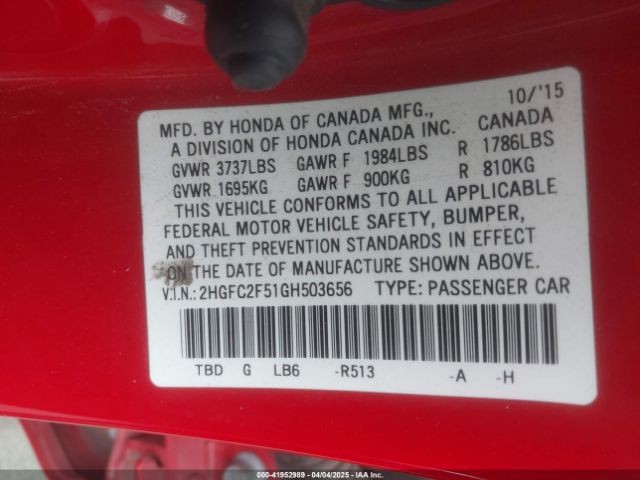 10/'15
MFD. BY HONDA OF CANADA MFG., CANADA
A DIVISION OF HONDA CANADA INC.
GVWR 3737LBS GAWR F 1984LBS R 1786LBS
GVWR 1695KG GAWR F 900KG R 810KG
THIS VEHICLE CONFORMS TO ALL APPLICABLE
FEDERAL MOTOR VEHICLE SAFETY, BUMPER,
AND THEFT PREVENTION STANDARDS IN EFFECT
ON THE DATE OF MANUFACTURE SHOWN ABOVE.
V.I.N.: 2HGFC2F51GH503656 TYPE: PASSENGER CAR
TBD G LB6 -R513 -A -H
000-41952989 - 04/04/2025 - IAA Inc. Copyright